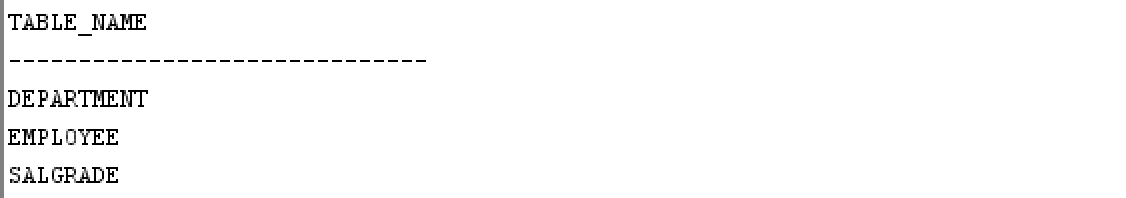 TABLE_NAME
------------------------------
DEPARTMENT
EMPLOYEE
SALGRADE